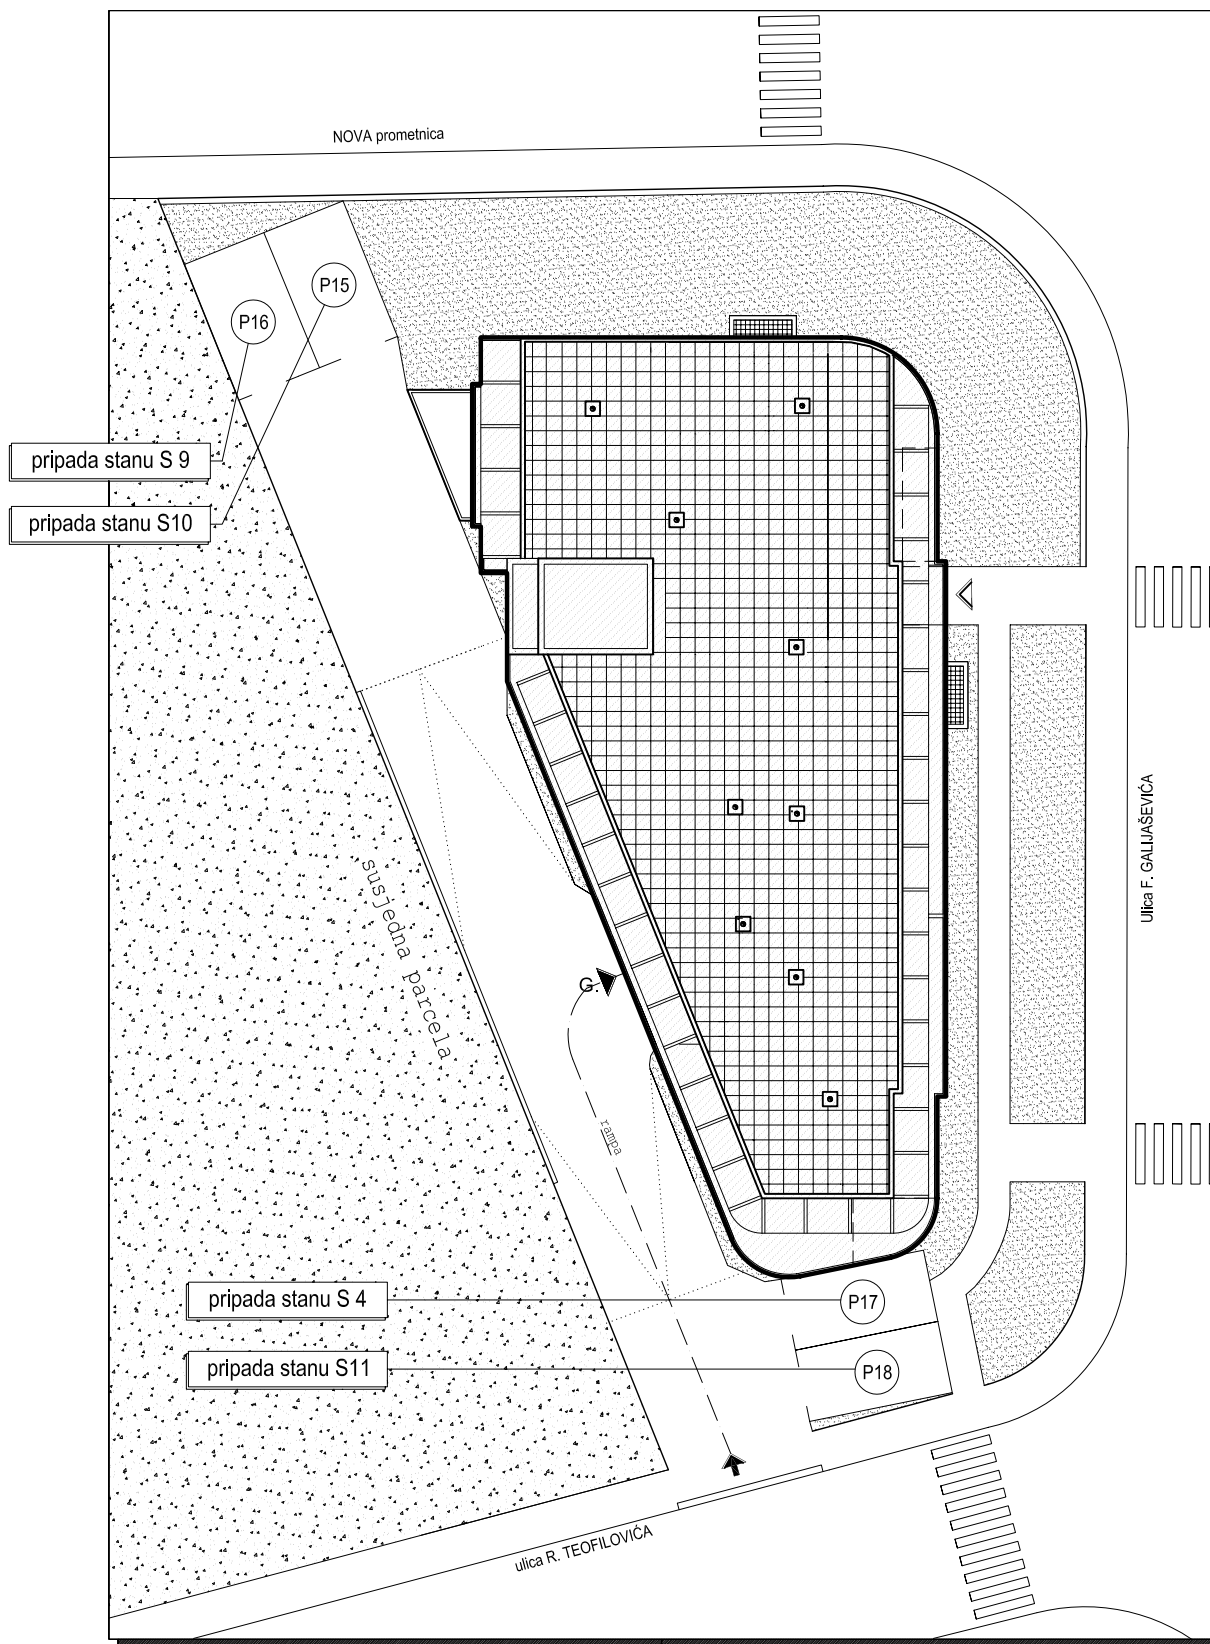 NOVA prometnica
P15
P16
pripada stanu S 9
pripada stanu S10
Ulica F. GALIJAŠEVIĆA
susjedna parcela
G.
rampa
pripada stanu S 4
P17
pripada stanu S11
P18
ulica R. TEOFILOVIĆA